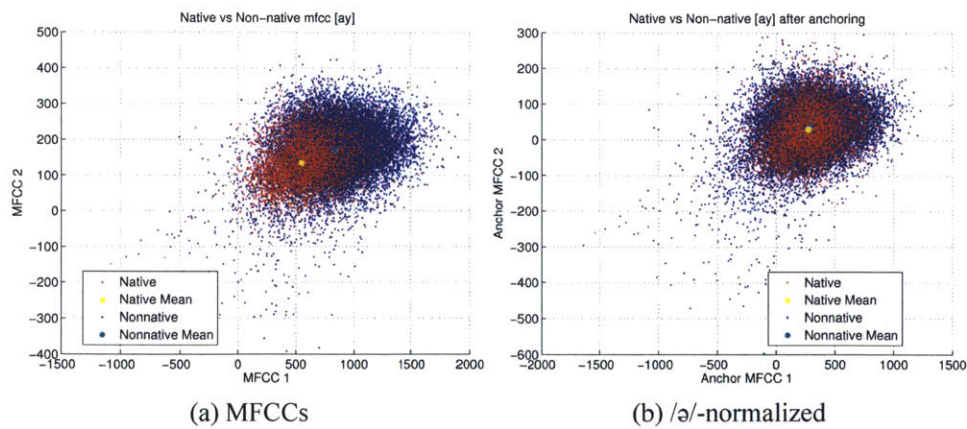 Native vs Non-native mfcc [ay]
500
400
300
200
100
0
−100
−200
−300
−400
MFCC 2
−1500
−1000
−500
0
500
1000
1500
2000
MFCC 1
Native
Native Mean
Nonnative
Nonnative Mean
(a) MFCCs
Native vs Non-native [ay] after anchoring
300
200
100
0
−100
−200
−300
−400
−500
−600
Anchor MFCC 2
−2000
−1500
−1000
−500
0
500
1000
1500
Anchor MFCC 1
Native
Native Mean
Nonnative
Nonnative Mean
(b) /ə/-normalized